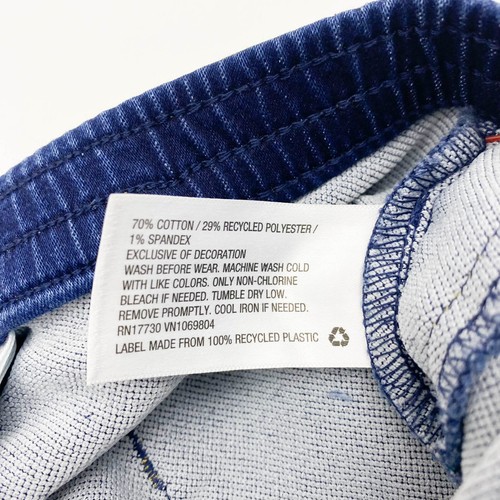 70% COTTON / 29% RECYCLED POLYESTER /
1% SPANDEX
EXCLUSIVE OF DECORATION
WASH BEFORE WEAR. MACHINE WASH COLD
WITH LIKE COLORS. ONLY NON-CHLORINE
BLEACH IF NEEDED. TUMBLE DRY LOW.
REMOVE PROMPTLY. COOL IRON IF NEEDED.
RN17730 VN1069804
LABEL MADE FROM 100% RECYCLED PLASTIC